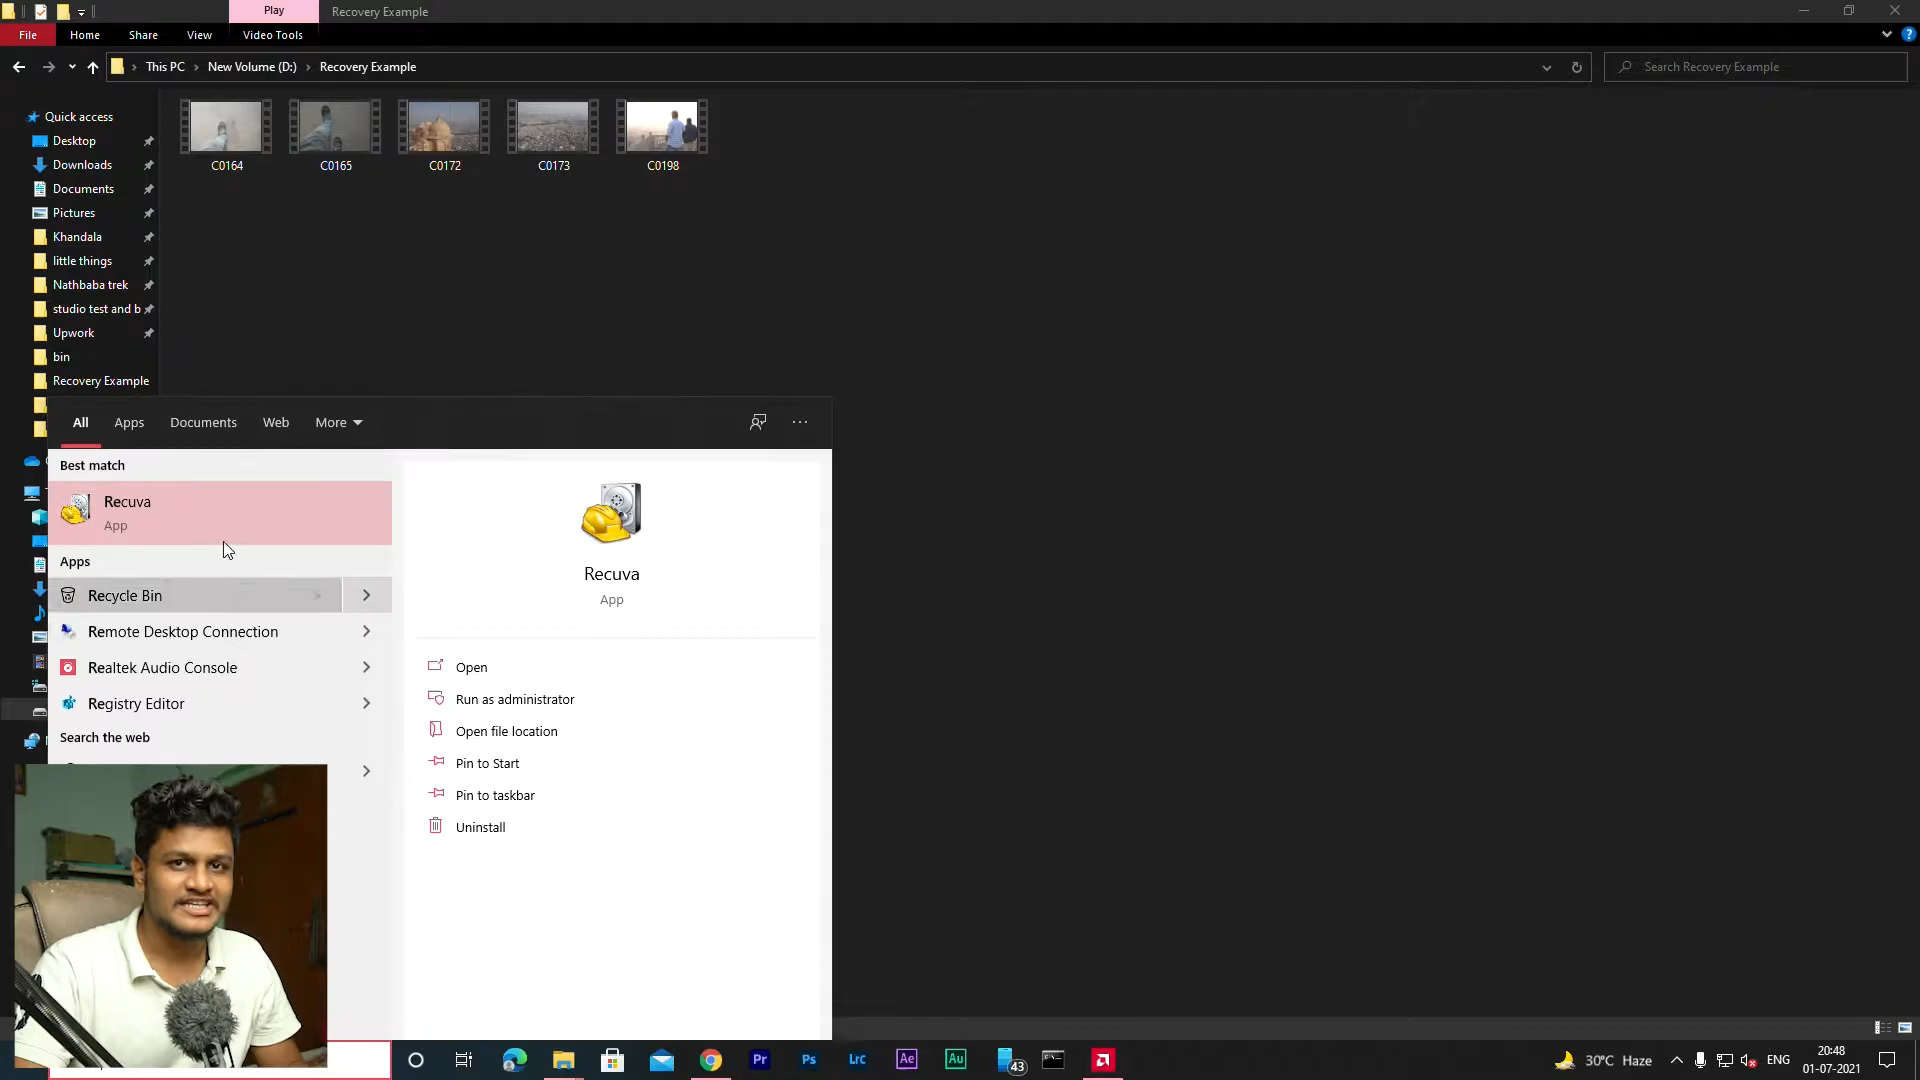 Play
Recovery Example
File
Home
Share
View
Video Tools
This PC
New Volume (D:)
Recovery Example
Search Recovery Example
Quick access
Desktop
Downloads
Documents
Pictures
Khandala
little things
Nathbaba trek
studio test and b
Upwork
bin
Recovery Example
C0164
C0165
C0172
C0173
C0198
All
Apps
Documents
Web
More
Best match
Recuva
App
Apps
Recycle Bin
Remote Desktop Connection
Realtek Audio Console
Registry Editor
Search the web
Recuva
App
Open
Run as administrator
Open file location
Pin to Start
Pin to taskbar
Uninstall
Pr
Ps
Lrc
Ae
Au
43
30°C Haze
ENG
20:48
01-07-2021